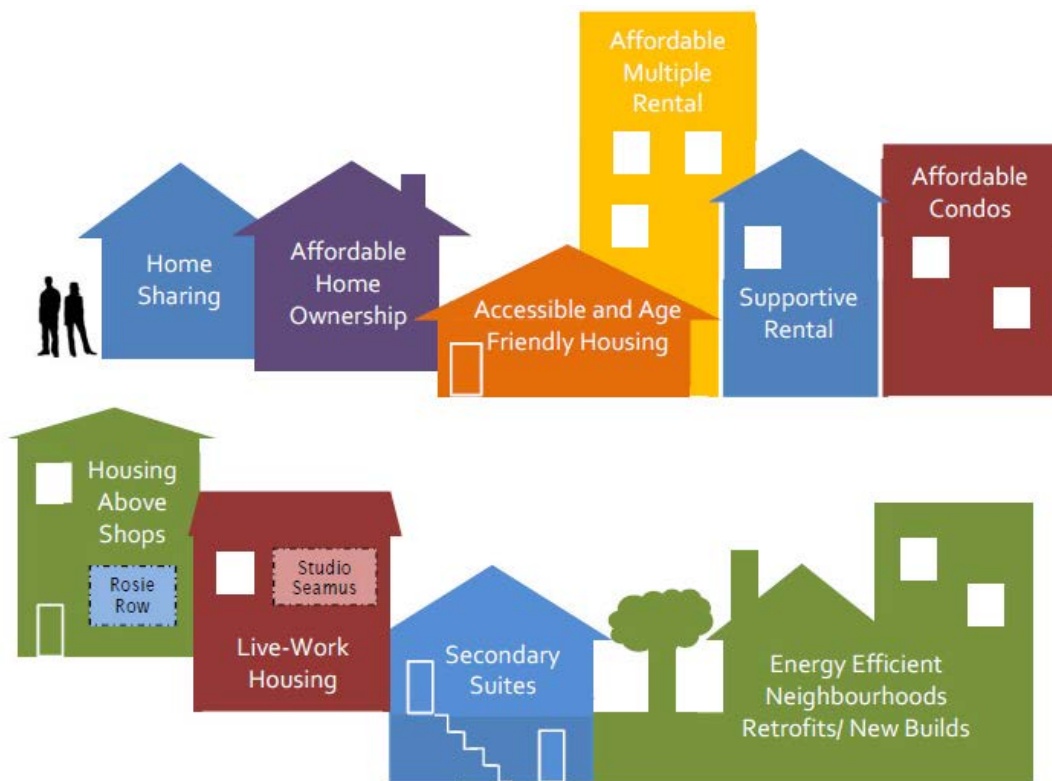 Affordable
Multiple
Rental
Home
Sharing
Affordable
Home
Ownership
Accessible and Age
Friendly Housing
Supportive
Rental
Affordable
Condos
Housing
Above
Shops
Rosie
Row
Studio
Seamus
Live-Work
Housing
Secondary
Suites
Energy Efficient
Neighbourhoods
Retrofits/ New Builds